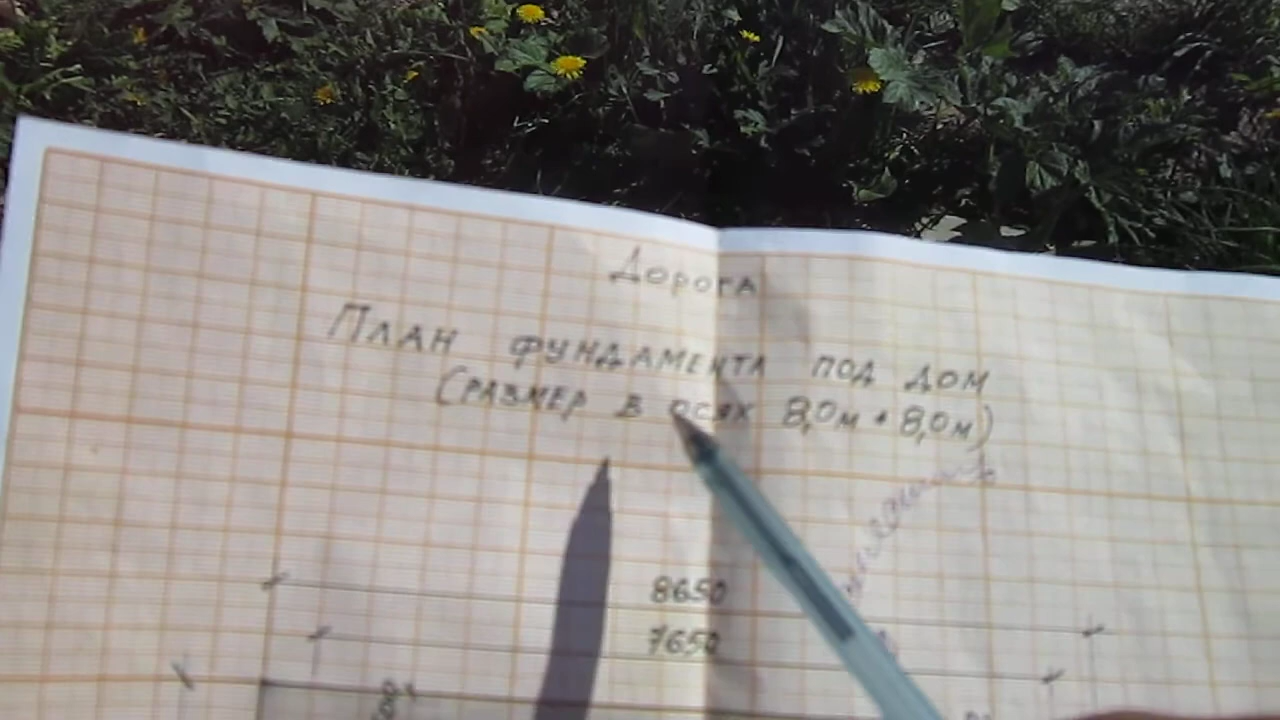 Дорога
План фундамента под дом
(размер в осях 8,0м * 8,0м)
8650
7650